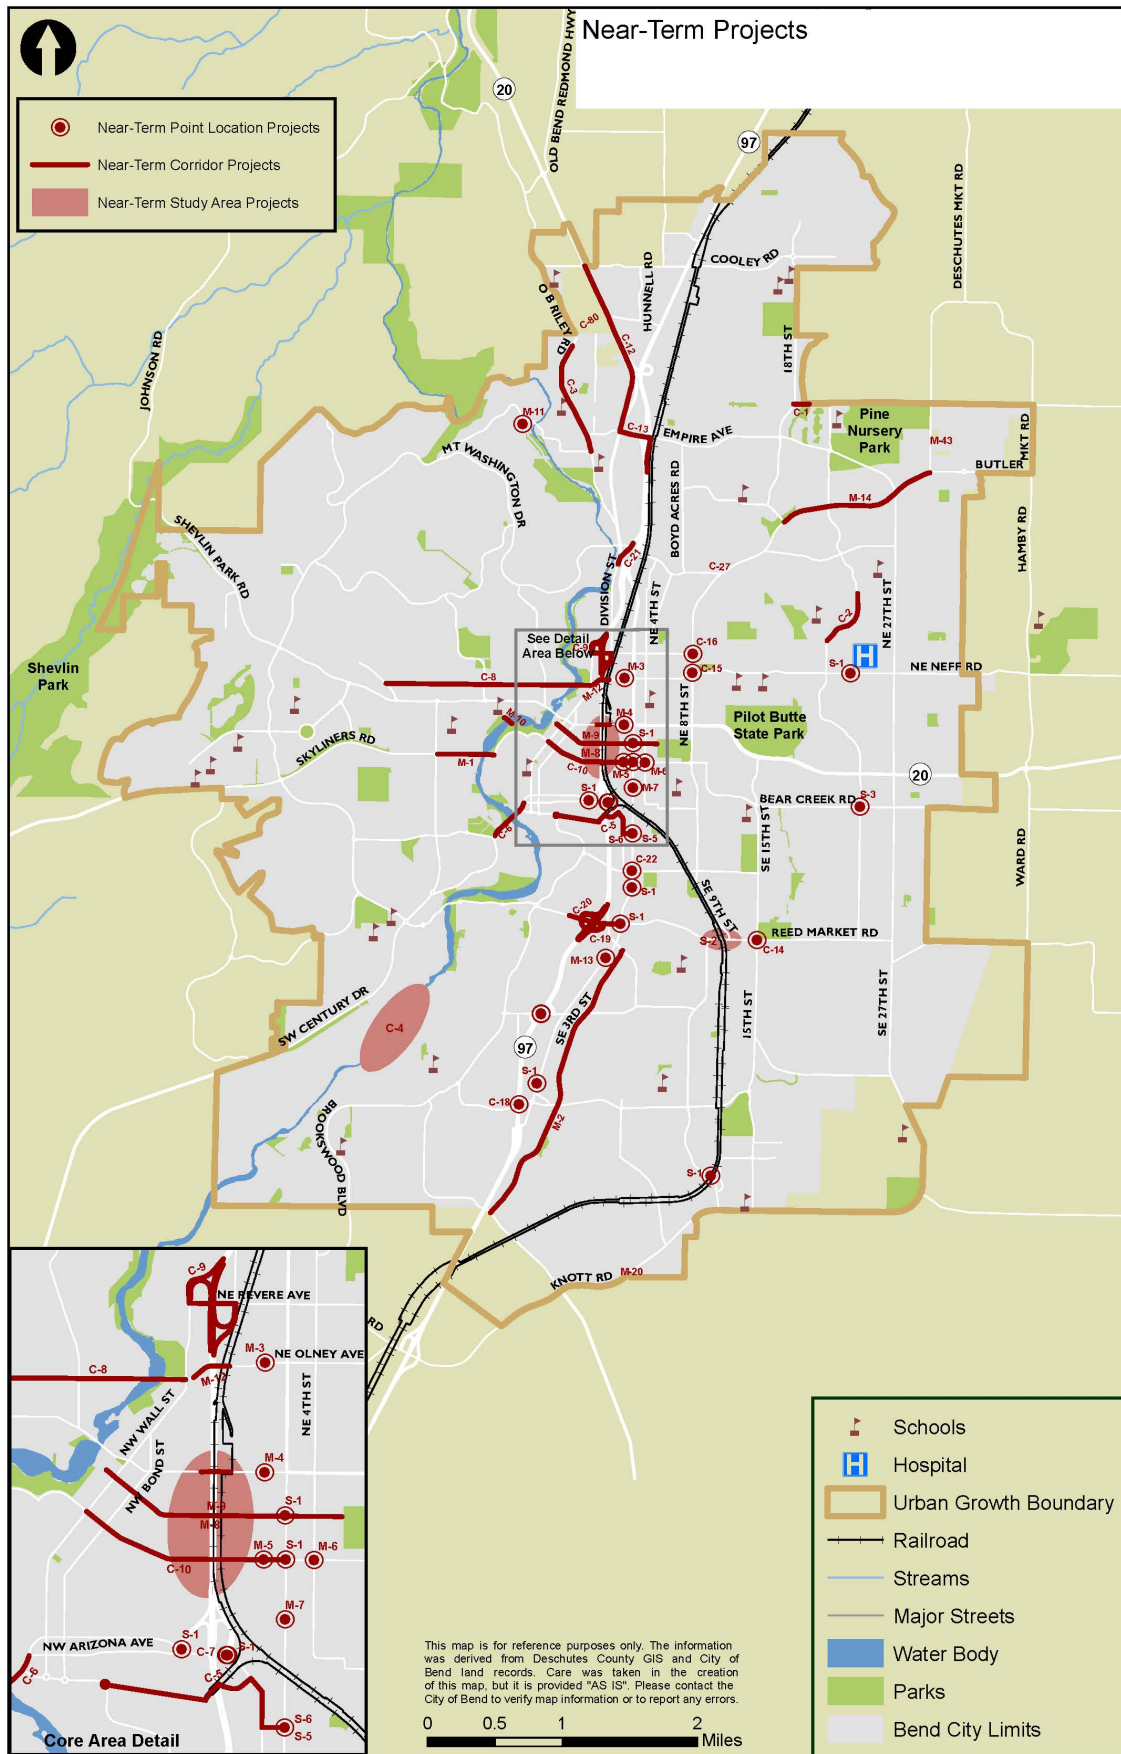 Near-Term Projects
20
OLD BEND REDMOND HWY
97
Near-Term Point Location Projects
Near-Term Corridor Projects
Near-Term Study Area Projects
DESCHUTES MKT RD
COOLEY RD
HUNNELL RD
O B RILEY RD
C-80
C-12
18TH ST
JOHNSON RD
C-3
C-1
M-11
C-13
EMPIRE AVE
Pine
Nursery
Park
MKT RD
M-43
BUTLER
MT WASHINGTON DR
BOYD ACRES RD
M-14
SHEVLIN PARK RD
HAMBY RD
C-21
DIVISION ST
C-27
NE 4TH ST
NE 27TH ST
C-2
See Detail
Area Below
C-9
C-16
H
S-1
NE NEFF RD
Shevlin
Park
C-8
M-3
C-15
M-12
NE 8TH ST
M-10
M-4
Pilot Butte
State Park
SKYLINERS RD
M-9
S-1
M-8
M-1
C-10
M-5
M-6
20
M-7
S-1
BEAR CREEK RD
S-3
C-6
C-5
S-6
S-5
SE 15TH ST
WARD RD
C-22
S-1
SE 9TH ST
C-20
S-1
C-19
S-2
REED MARKET RD
C-14
M-13
SW CENTURY DR
C-4
SE 3RD ST
15TH ST
SE 27TH ST
97
S-1
C-18
BROOKSWOOD BLVD
M-2
S-1
KNOTT RD
M-20
RD
C-9
NE REVERE AVE
M-3
NE OLNEY AVE
C-8
M-12
NW WALL ST
NE 4TH ST
NW BOND ST
M-4
M-9
S-1
M-8
M-5
S-1
M-6
C-10
M-7
S-1
NW ARIZONA AVE
C-7
S-1
C-6
C-5
S-6
S-5
Core Area Detail
Schools
H
Hospital
Urban Growth Boundary
Railroad
Streams
Major Streets
Water Body
Parks
Bend City Limits
This map is for reference purposes only. The information
was derived from Deschutes County GIS and City of
Bend land records. Care was taken in the creation
of this map, but it is provided "AS IS". Please contact the
City of Bend to verify map information or to report any errors.
0 0.5 1 2
Miles